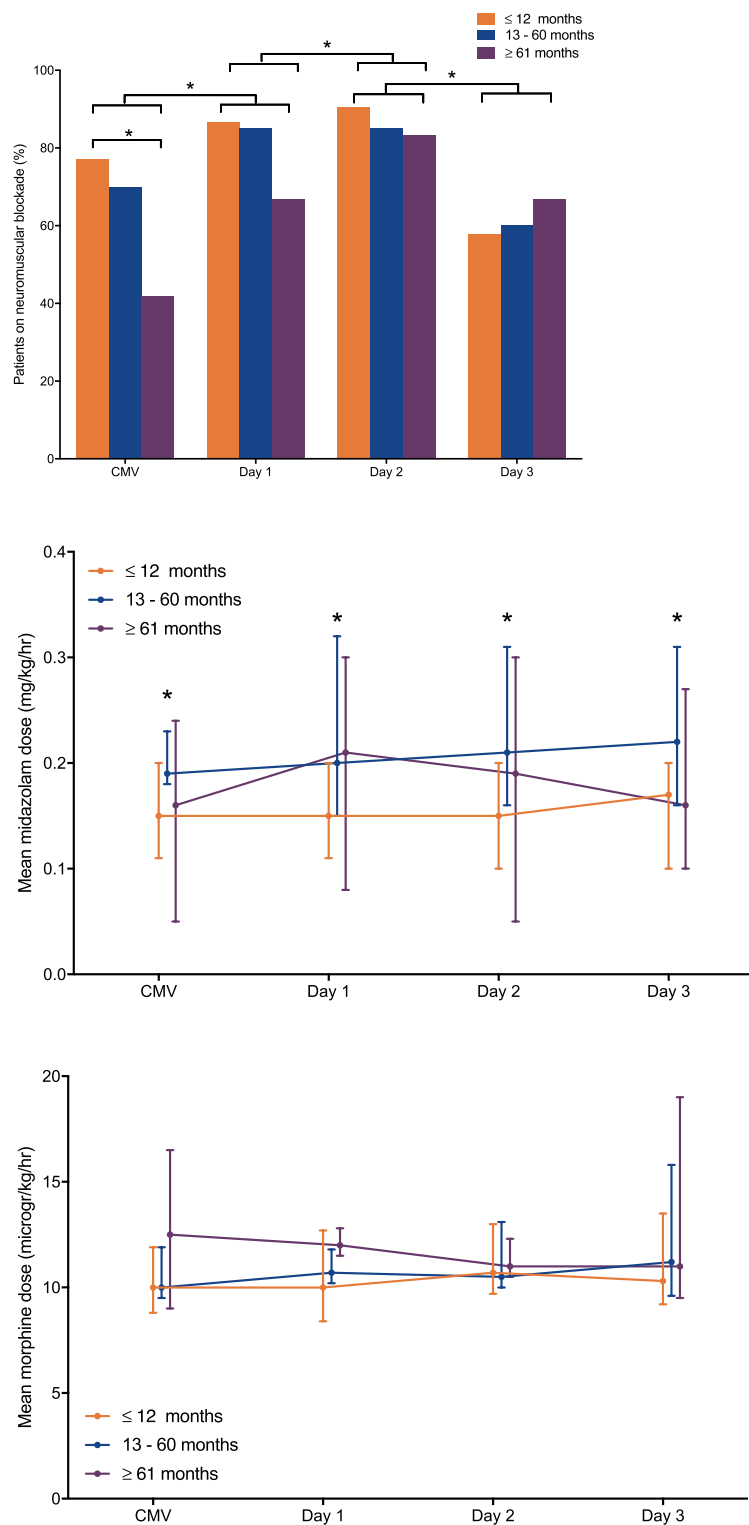 ≤ 12 months
13 - 60 months
≥ 61 months
Patients on neuromuscular blockade (%)
100
80
60
40
20
0
* * * *
CMV Day 1 Day 2 Day 3
≤ 12 months
13 - 60 months
≥ 61 months
Mean midazolam dose (mg/kg/hr)
0.4
0.3
0.2
0.1
0.0
* * * *
CMV Day 1 Day 2 Day 3
Mean morphine dose (microgr/kg/hr)
20
15
10
5
0
≤ 12 months
13 - 60 months
≥ 61 months
CMV Day 1 Day 2 Day 3